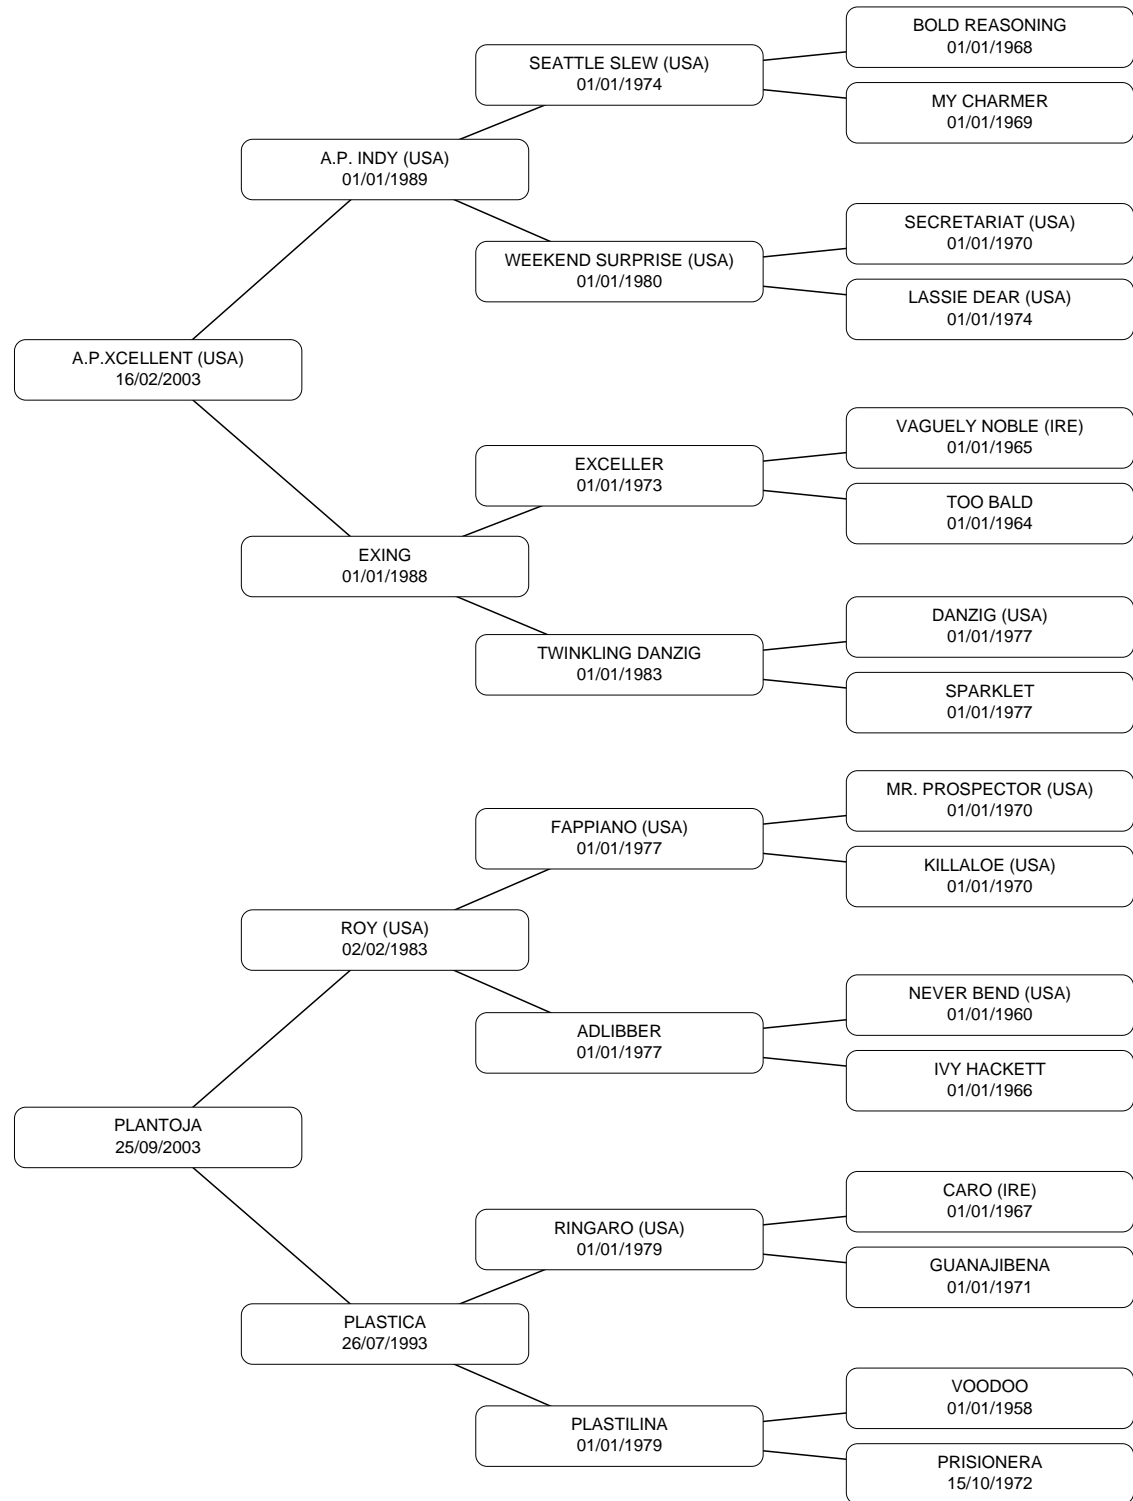 BOLD REASONING
01/01/1968
SEATTLE SLEW (USA)
01/01/1974
MY CHARMER
01/01/1969
A.P. INDY (USA)
01/01/1989
SECRETARIAT (USA)
01/01/1970
WEEKEND SURPRISE (USA)
01/01/1980
LASSIE DEAR (USA)
01/01/1974
A.P.XCELLENT (USA)
16/02/2003
VAGUELY NOBLE (IRE)
01/01/1965
EXCELLER
01/01/1973
TOO BALD
01/01/1964
EXING
01/01/1988
DANZIG (USA)
01/01/1977
TWINKLING DANZIG
01/01/1983
SPARKLET
01/01/1977
MR. PROSPECTOR (USA)
01/01/1970
FAPPIANO (USA)
01/01/1977
KILLALOE (USA)
01/01/1970
ROY (USA)
02/02/1983
NEVER BEND (USA)
01/01/1960
ADLIBBER
01/01/1977
IVY HACKETT
01/01/1966
PLANTOJA
25/09/2003
CARO (IRE)
01/01/1967
RINGARO (USA)
01/01/1979
GUANAJIBENA
01/01/1971
PLASTICA
26/07/1993
VOODOO
01/01/1958
PLASTILINA
01/01/1979
PRISIONERA
15/10/1972